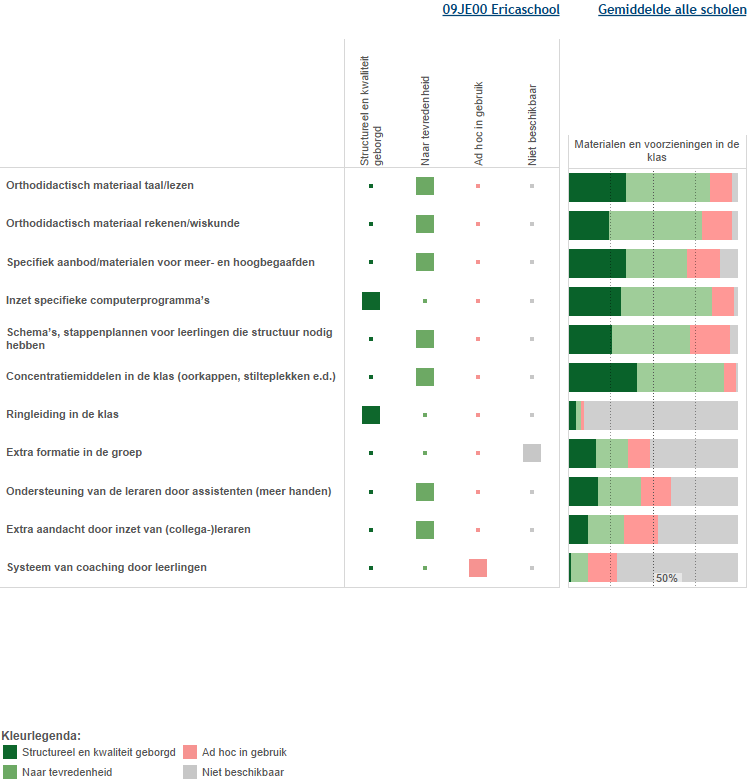 09JE00 Ericaschool
Gemiddelde alle scholen
Structureel en kwaliteit
geborgd
Naar tevredenheid
Ad hoc in gebruik
Niet beschikbaar
Materialen en voorzieningen in de
klas
Orthodidactisch materiaal taal/lezen
Orthodidactisch materiaal rekenen/wiskunde
Specifiek aanbod/materialen voor meer- en hoogbegaafden
Inzet specifieke computerprogramma's
Schema's, stappenplannen voor leerlingen die structuur nodig
hebben
Concentratiemiddelen in de klas (oorkappen, stilteplekken e.d.)
Ringleiding in de klas
Extra formatie in de groep
Ondersteuning van de leraren door assistenten (meer handen)
Extra aandacht door inzet van (collega-)leraren
Systeem van coaching door leerlingen
50%
Kleurlegenda:
Structureel en kwaliteit geborgd
Ad hoc in gebruik
Naar tevredenheid
Niet beschikbaar